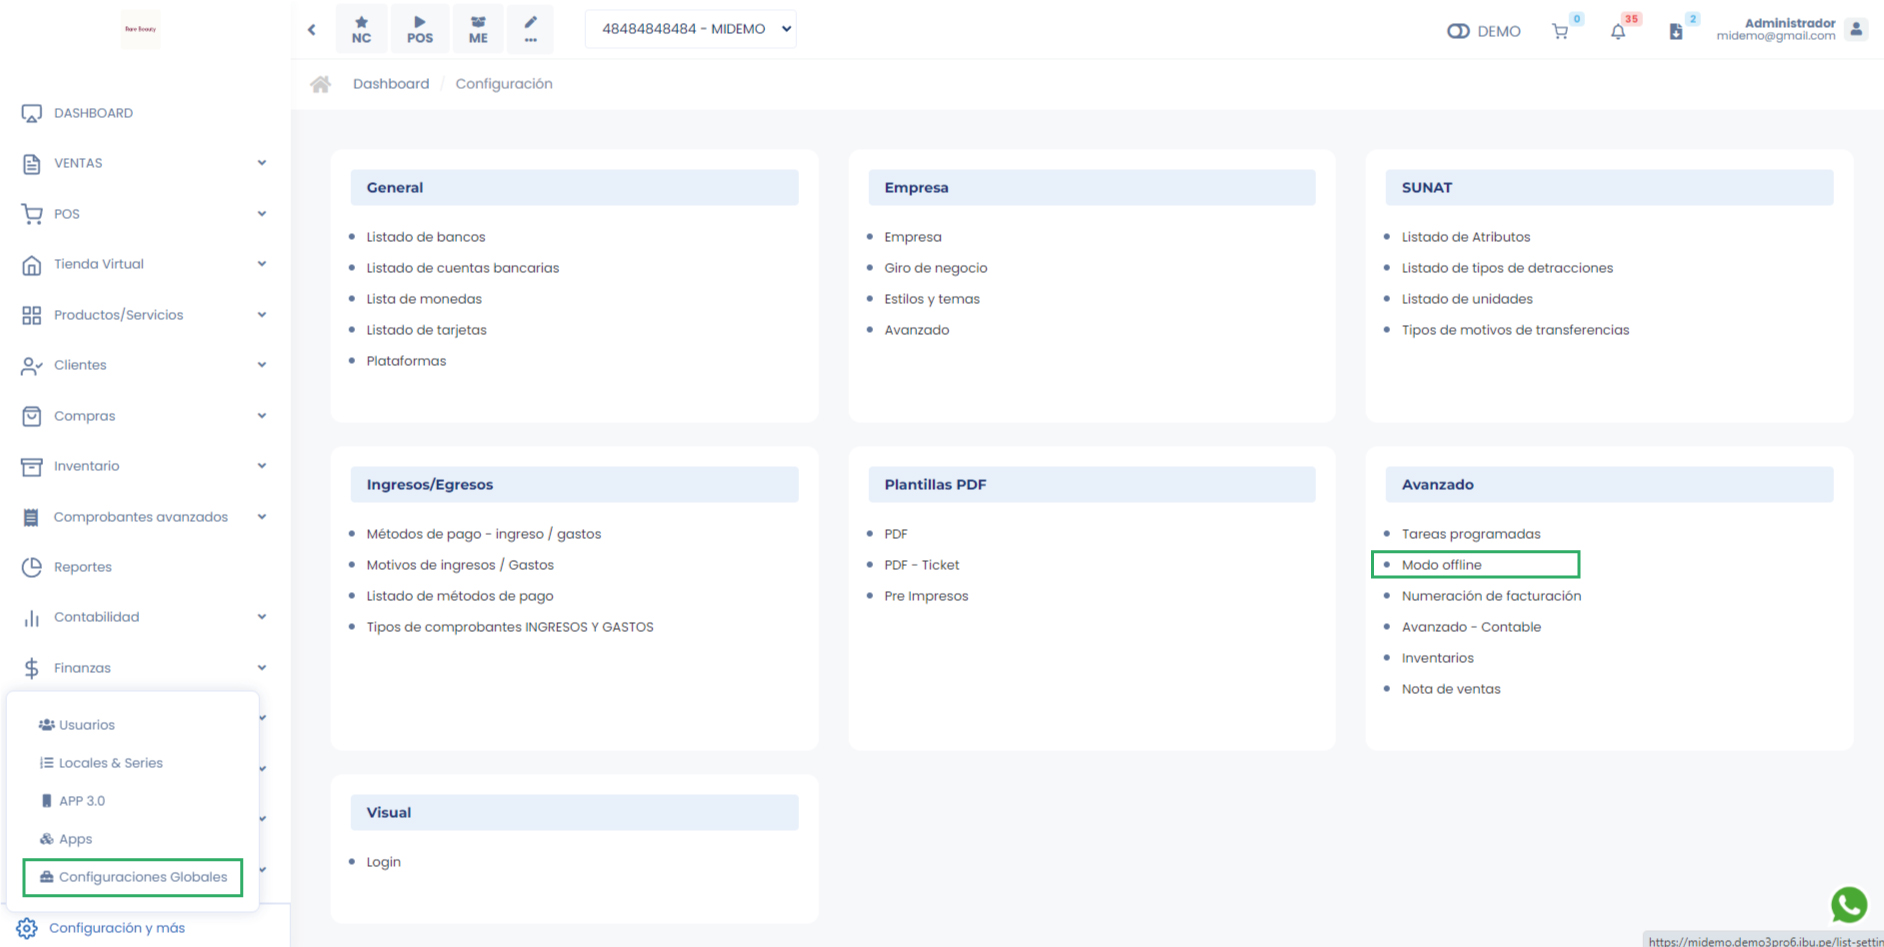 Rare Beauty
NC
POS
ME
...
48484848484 - MIDEMO
DEMO
0
35
2
Administrador
midemo@gmail.com
Dashboard / Configuración
DASHBOARD
VENTAS
POS
Tienda Virtual
Productos/Servicios
Clientes
Compras
Inventario
Comprobantes avanzados
Reportes
Contabilidad
Finanzas
Usuarios
Locales & Series
APP 3.0
Apps
Configuraciones Globales
Configuración y más
General
Listado de bancos
Listado de cuentas bancarias
Lista de monedas
Listado de tarjetas
Plataformas
Empresa
Empresa
Giro de negocio
Estilos y temas
Avanzado
SUNAT
Listado de Atributos
Listado de tipos de detracciones
Listado de unidades
Tipos de motivos de transferencias
Ingresos/Egresos
Métodos de pago - ingreso / gastos
Motivos de ingresos / Gastos
Listado de métodos de pago
Tipos de comprobantes INGRESOS Y GASTOS
Plantillas PDF
PDF
PDF - Ticket
Pre Impresos
Avanzado
Tareas programadas
Modo offline
Numeración de facturación
Avanzado - Contable
Inventarios
Nota de ventas
Visual
Login
https://midemo.demo3pro6.ibu.pe/list-settin